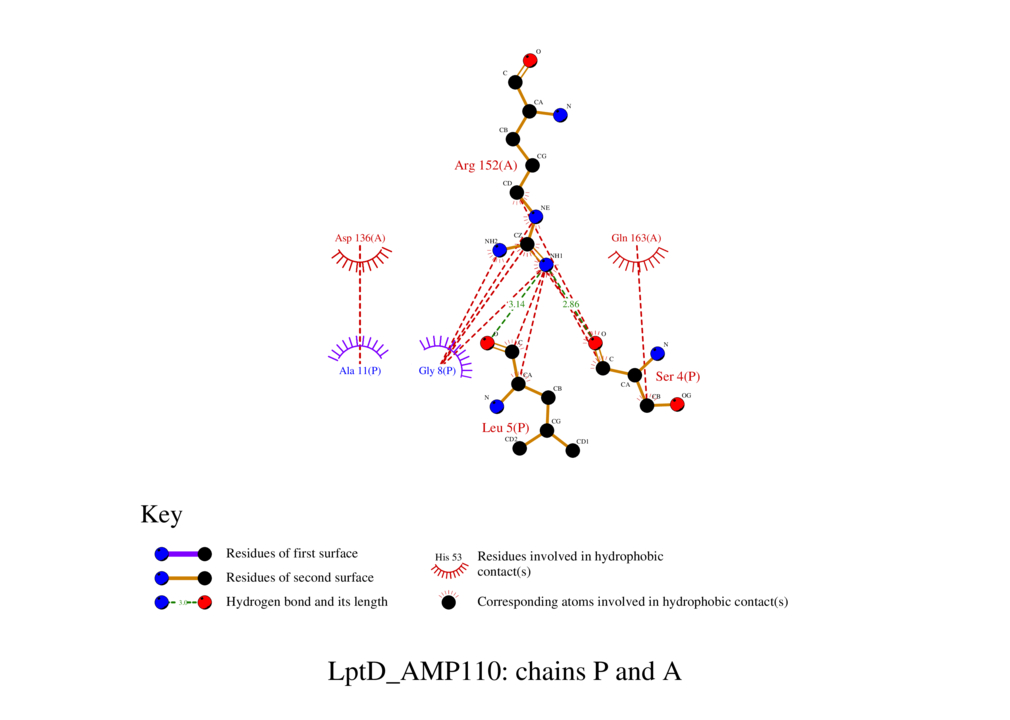 O
C
CA
N
CB
CG
Arg 152(A)
CD
NE
Asp 136(A)
Gln 163(A)
CZ
NH2
NH1
3.14
2.86
O
O
N
C
C
Ala 11(P)
Gly 8(P)
CA
CA
Ser 4(P)
N
CB
CB
OG
CG
Leu 5(P)
CD2
CD1
Key
Residues of first surface
Residues of second surface
3.0
Hydrogen bond and its length
His 53
Residues involved in hydrophobic
contact(s)
Corresponding atoms involved in hydrophobic contact(s)
LptD_AMP110: chains P and A